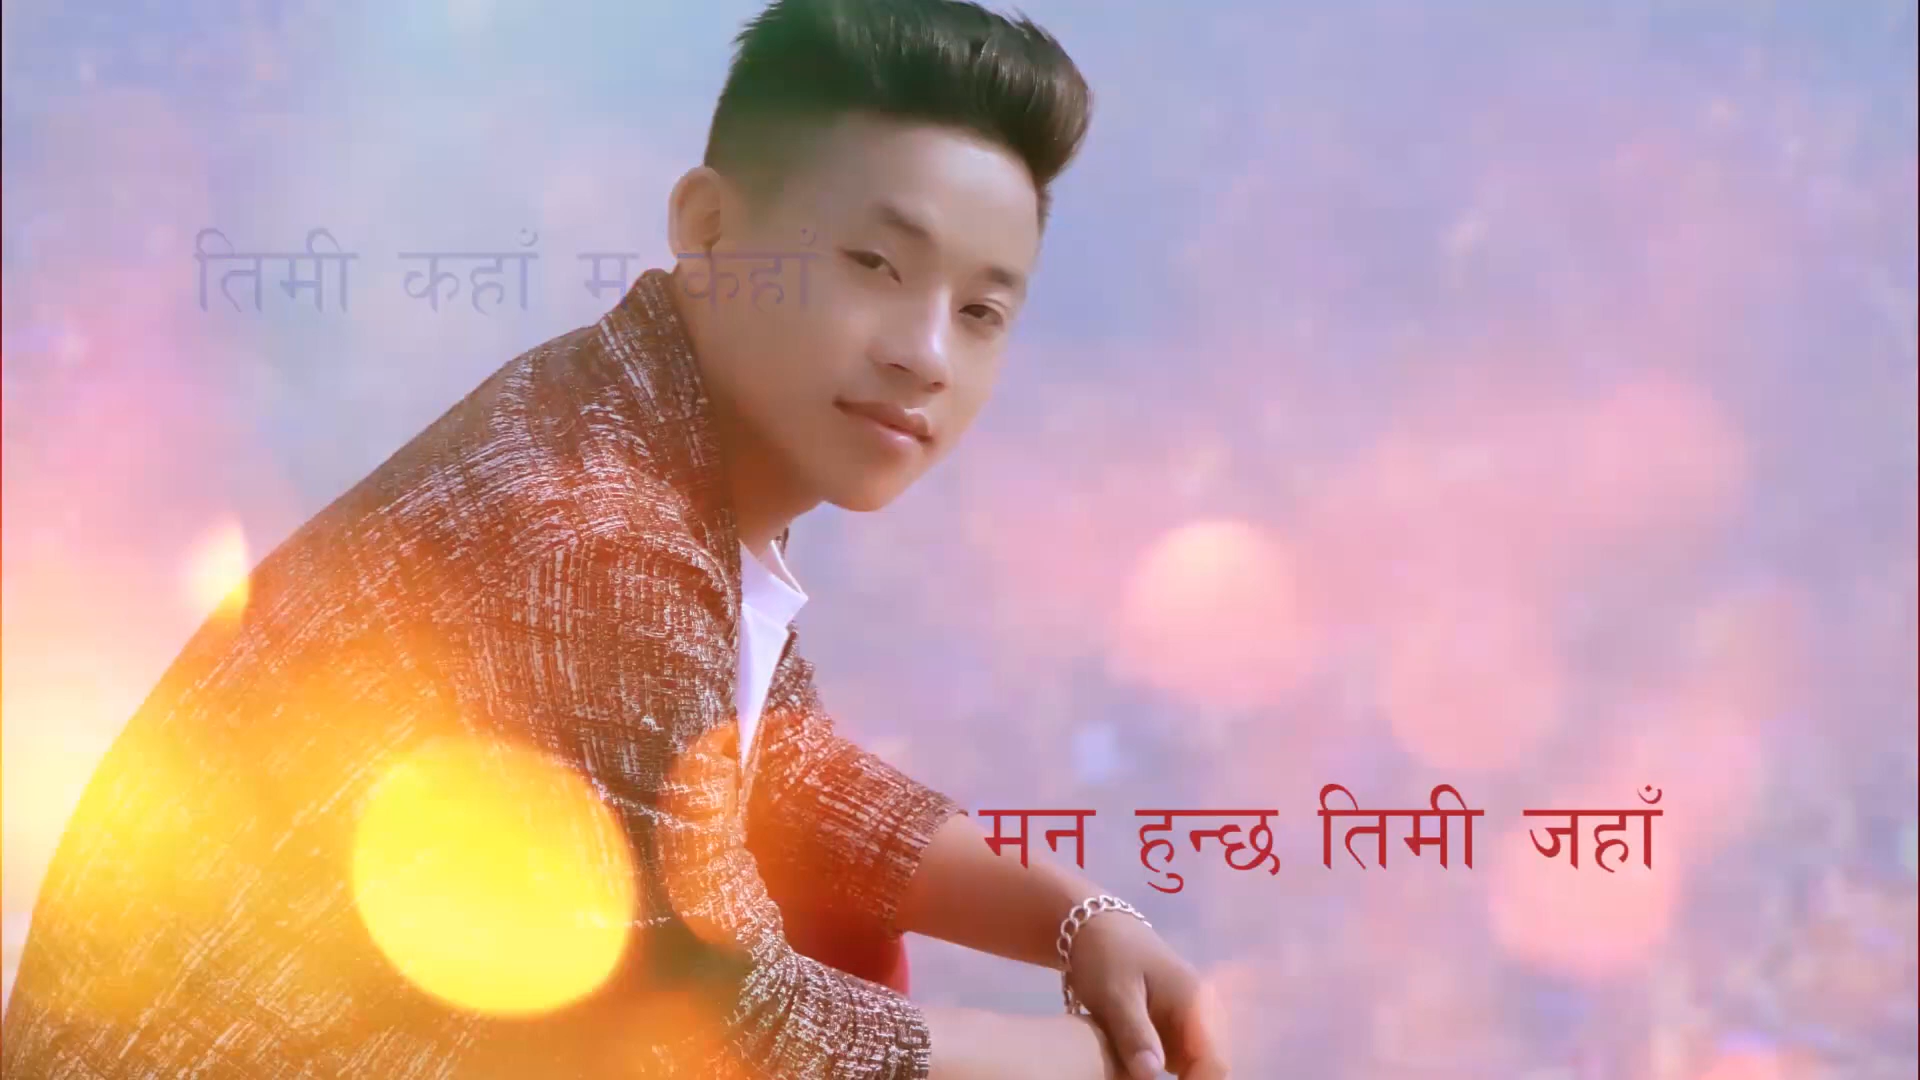 तिमी कहाँ म कहाँ
मन हुन्छ तिमी जहाँ